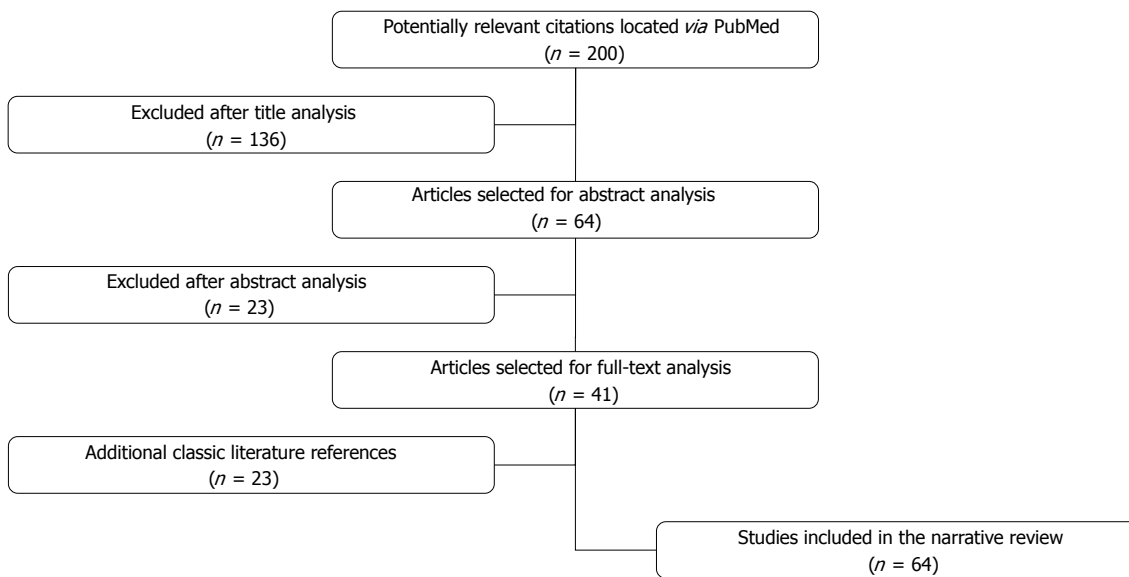 Potentially relevant citations located via PubMed
(n = 200)
Excluded after title analysis
(n = 136)
Articles selected for abstract analysis
(n = 64)
Excluded after abstract analysis
(n = 23)
Articles selected for full-text analysis
(n = 41)
Additional classic literature references
(n = 23)
Studies included in the narrative review
(n = 64)